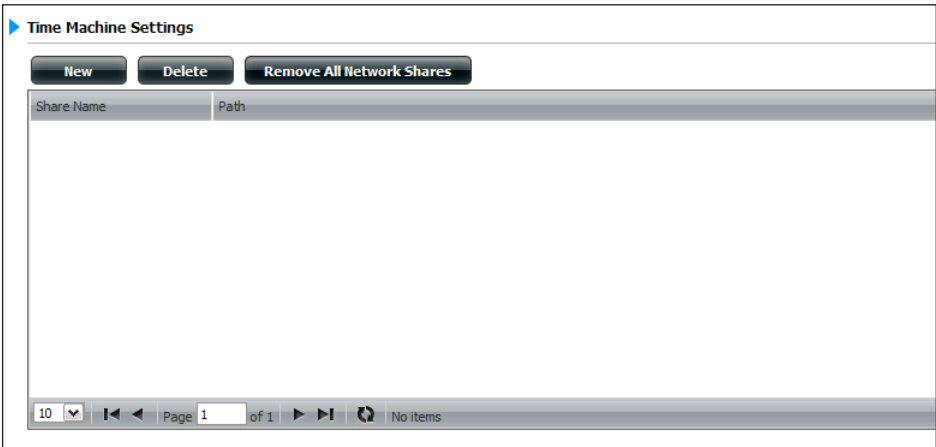 Time Machine Settings
New Delete Remove All Network Shares
Share Name Path
10 Page 1 of 1 No items